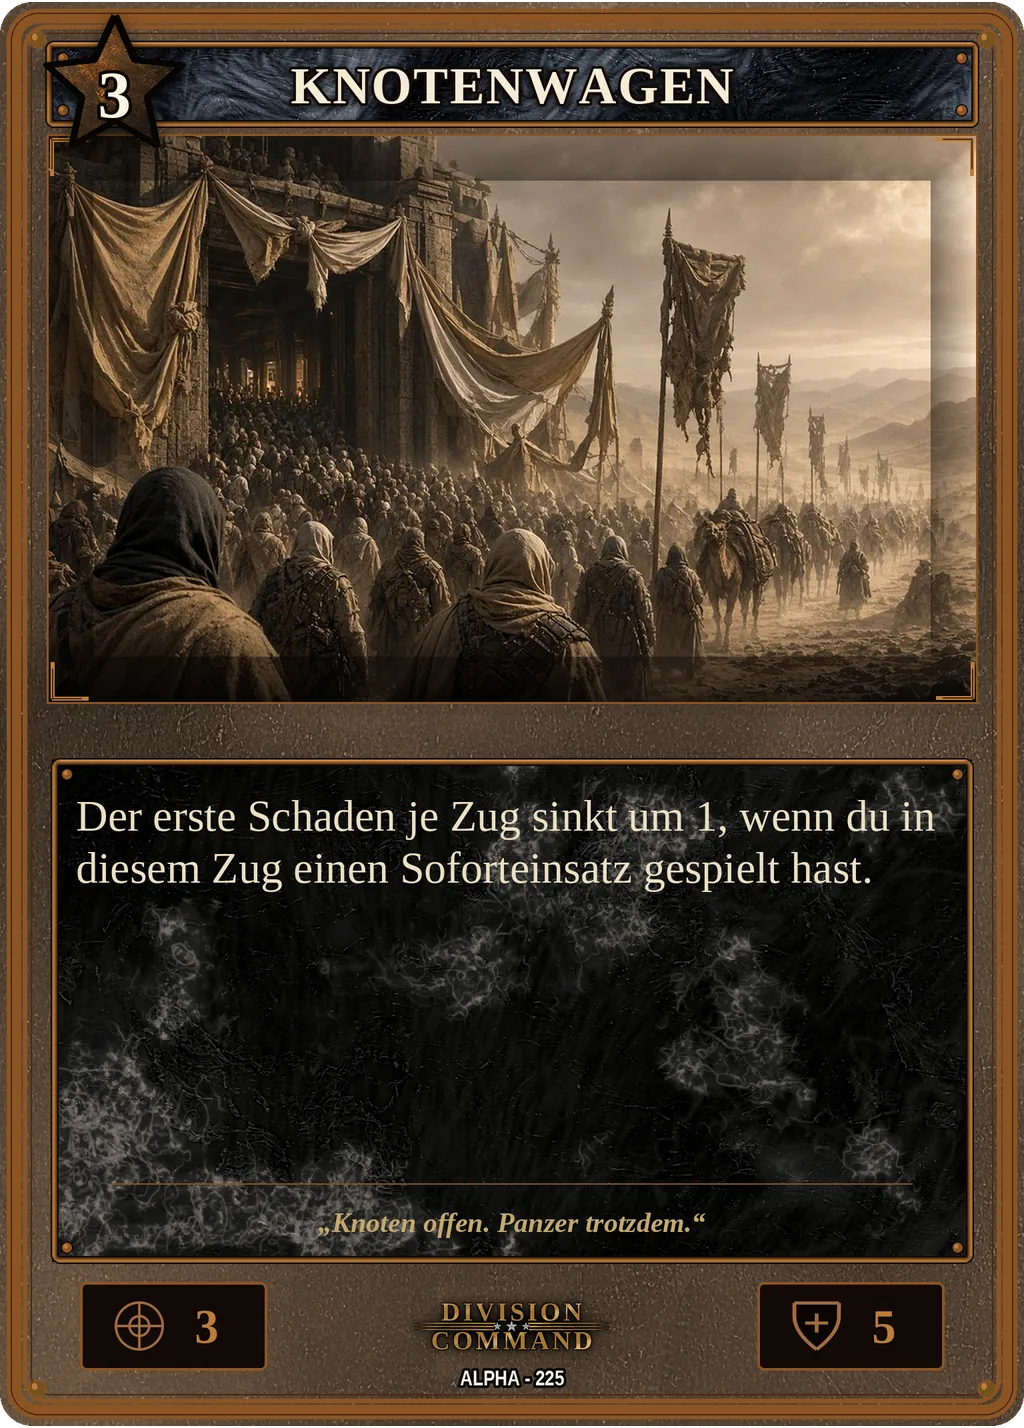 3
KNOTENWAGEN
Der erste Schaden je Zug sinkt um 1, wenn du in
diesem Zug einen Soforteinsatz gespielt hast.
„Knoten offen. Panzer trotzdem.“
3
DIVISION
COMMAND
5
ALPHA - 225